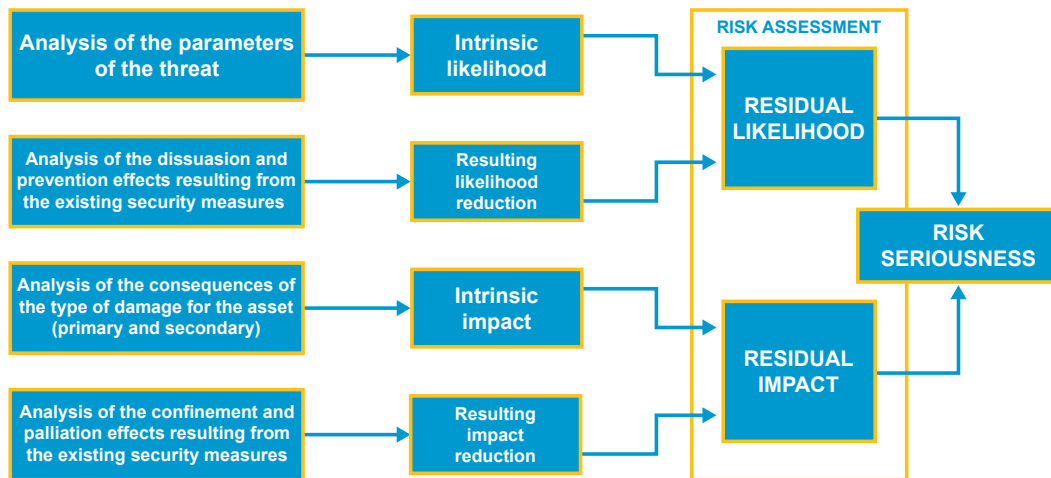 Analysis of the parameters
of the threat
Intrinsic
likelihood
RISK ASSESSMENT
RESIDUAL
LIKELIHOOD
Analysis of the dissuasion and
prevention effects resulting from
the existing security measures
Resulting
likelihood
reduction
RISK
SERIOUSNESS
Analysis of the consequences of
the type of damage for the asset
(primary and secondary)
Intrinsic
impact
RESIDUAL
IMPACT
Analysis of the confinement and
palliation effects resulting from
the existing security measures
Resulting
impact
reduction